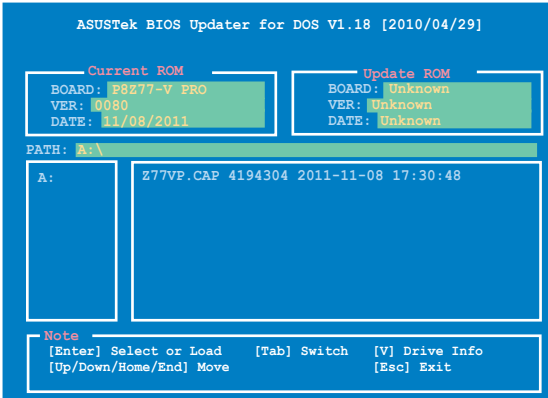 ASUSTek BIOS Updater for DOS V1.18 [2010/04/29]
Current ROM
BOARD: P8Z77-V PRO
VER: 0080
DATE: 11/08/2011
Update ROM
BOARD: Unknown
VER: Unknown
DATE: Unknown
PATH: A:\
A:
Z77VP.CAP 4194304 2011-11-08 17:30:48
Note
[Enter] Select or Load [Tab] Switch [V] Drive Info
[Up/Down/Home/End] Move [Esc] Exit